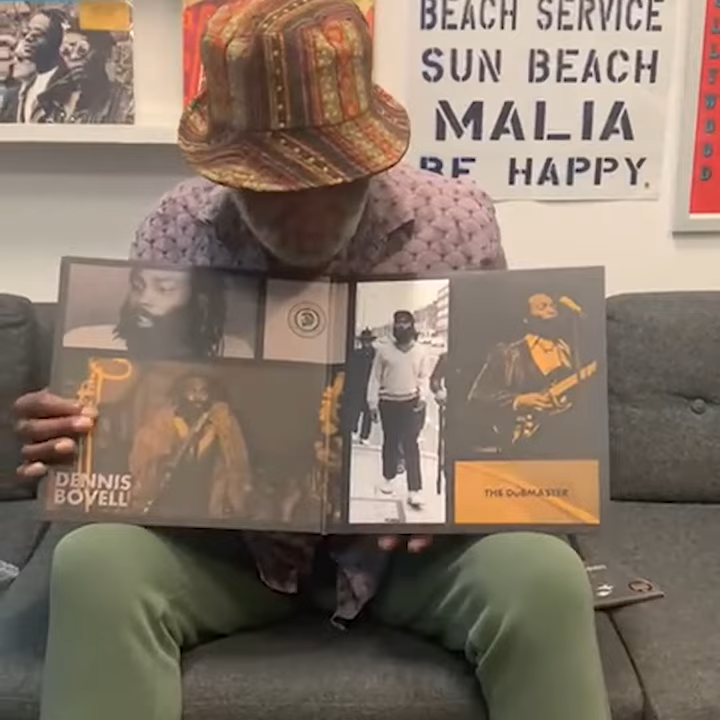 BEACH SERVICE
SUN BEACH
MALIA
BE HAPPY.
DENNIS
BOVELL
THE DUBMASTER